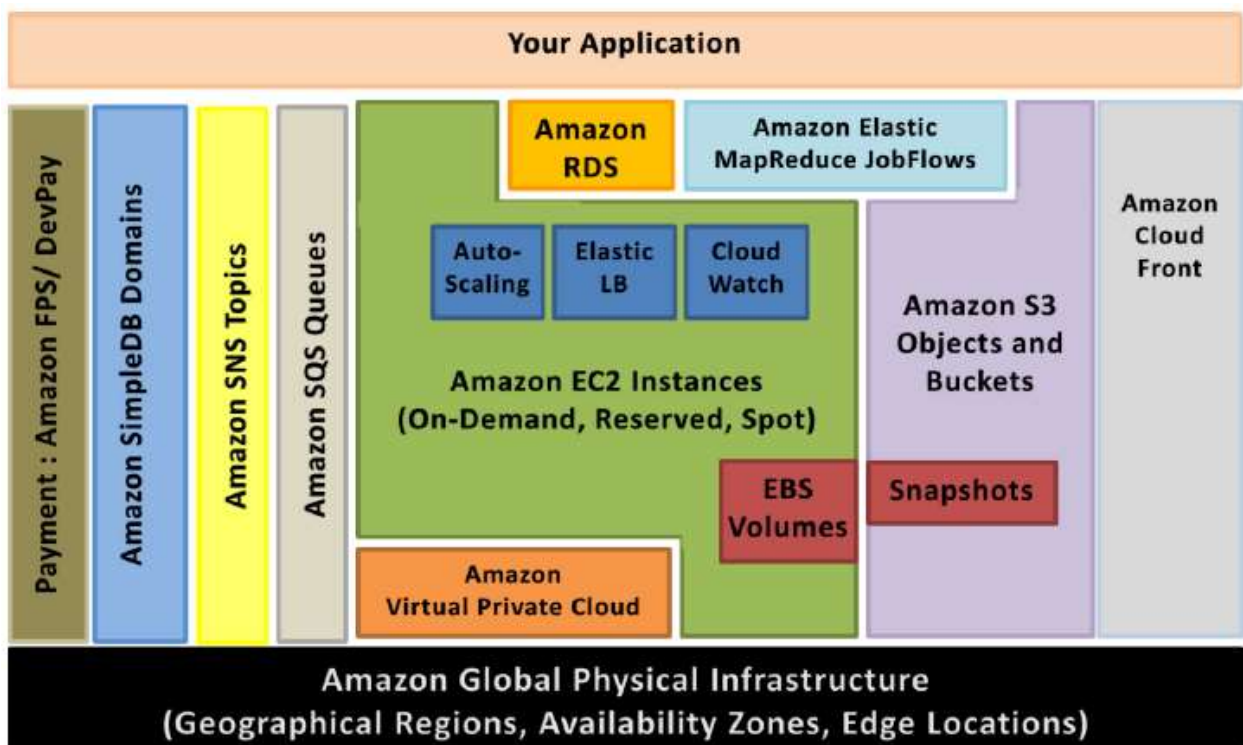 Your Application
Payment : Amazon FPS/ DevPay
Amazon SimpleDB Domains
Amazon SNS Topics
Amazon SQS Queues
Amazon
RDS
Amazon Elastic
MapReduce JobFlows
Auto-
Scaling
Elastic
LB
Cloud
Watch
Amazon EC2 Instances
(On-Demand, Reserved, Spot)
EBS
Volumes
Amazon
Virtual Private Cloud
Amazon S3
Objects and
Buckets
Snapshots
Amazon
Cloud
Front
Amazon Global Physical Infrastructure
(Geographical Regions, Availability Zones, Edge Locations)